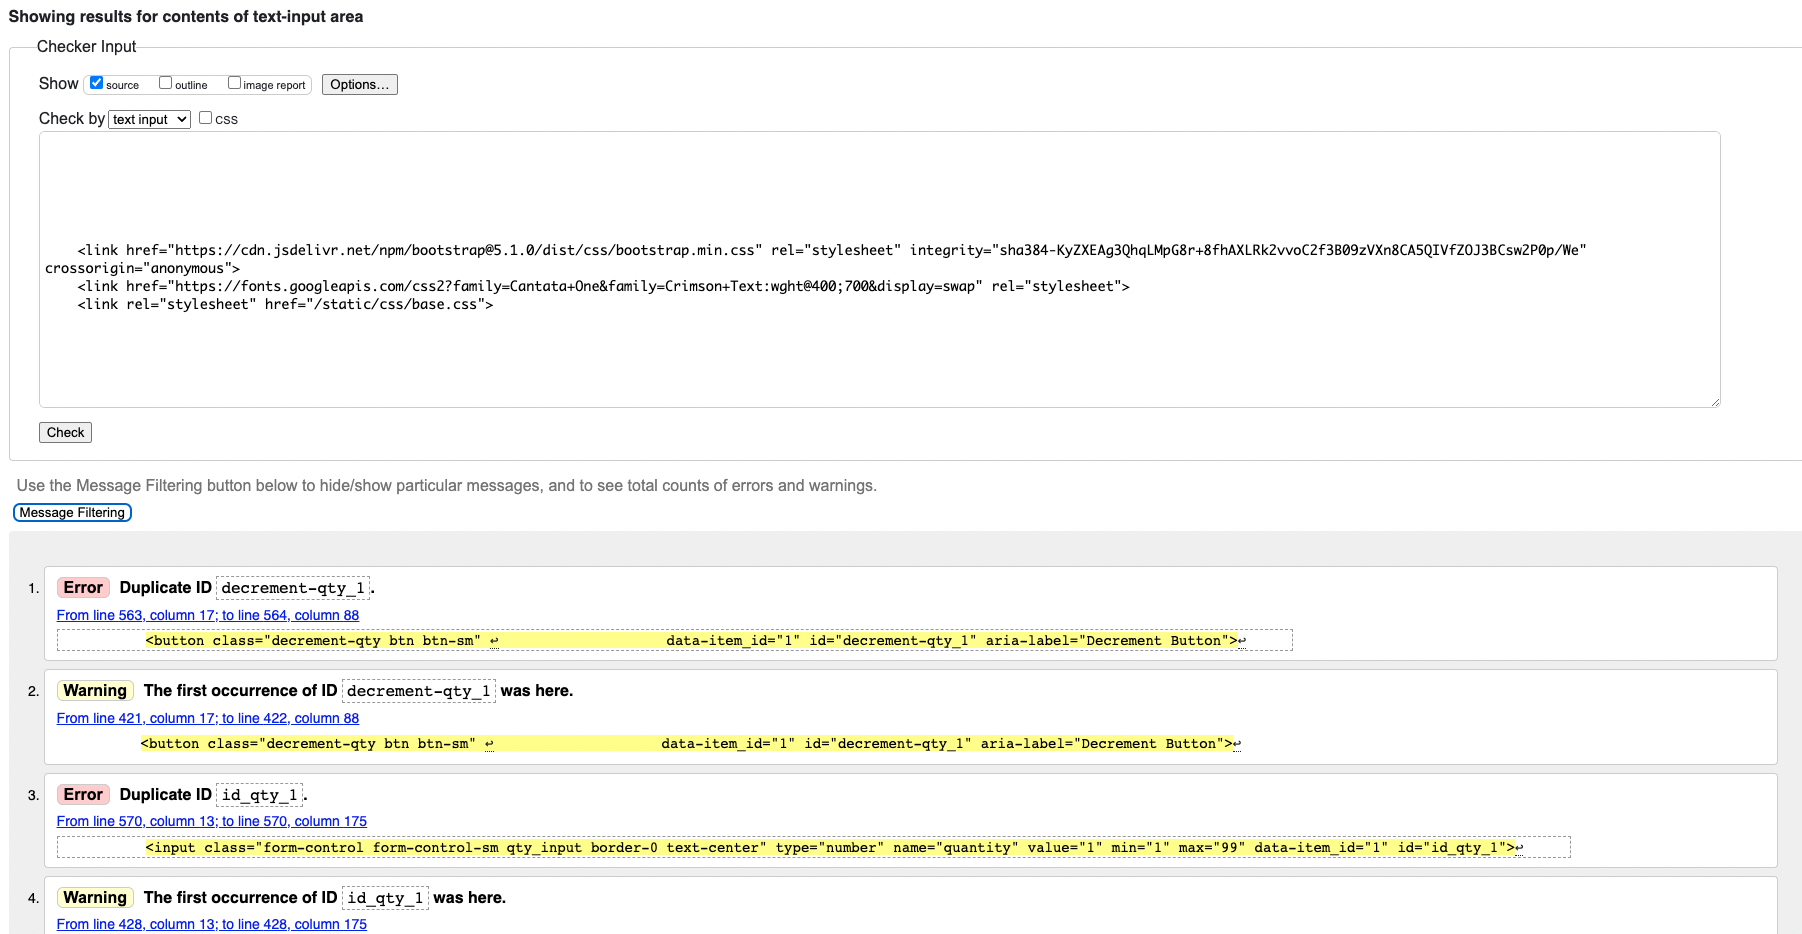 Showing results for contents of text-input area
Checker Input
Show source outline image report Options...
Check by text input CSS
<link href="https://cdn.jsdelivr.net/npm/bootstrap@5.1.0/dist/css/bootstrap.min.css" rel="stylesheet" integrity="sha384-KyZXEAg3QhqLMpG8r+8fhAXLRk2vvoC2f3B09zVXn8CA5QIVfZOJ3BCsw2P0p/We"
crossorigin="anonymous">
<link href="https://fonts.googleapis.com/css2?family=Cantata+One&family=Crimson+Text:wght@400;700&display=swap" rel="stylesheet">
<link rel="stylesheet" href="/static/css/base.css">
Check
Use the Message Filtering button below to hide/show particular messages, and to see total counts of errors and warnings.
Message Filtering
1. Error Duplicate ID decrement-qty_1.
From line 563, column 17; to line 564, column 88
<button class="decrement-qty btn btn-sm" ↩ data-item_id="1" id="decrement-qty_1" aria-label="Decrement Button">↩
2. Warning The first occurrence of ID decrement-qty_1 was here.
From line 421, column 17; to line 422, column 88
<button class="decrement-qty btn btn-sm" ↩ data-item_id="1" id="decrement-qty_1" aria-label="Decrement Button">↩
3. Error Duplicate ID id_qty_1.
From line 570, column 13; to line 570, column 175
<input class="form-control form-control-sm qty_input border-0 text-center" type="number" name="quantity" value="1" min="1" max="99" data-item_id="1" id="id_qty_1">↩
4. Warning The first occurrence of ID id_qty_1 was here.
From line 428, column 13; to line 428, column 175